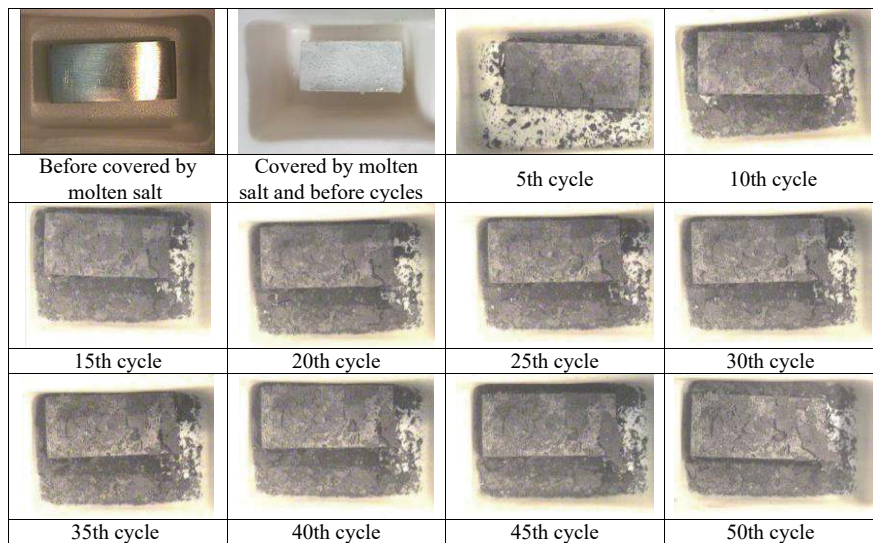 Before covered by
molten salt
Covered by molten
salt and before cycles
5th cycle
10th cycle
15th cycle
20th cycle
25th cycle
30th cycle
35th cycle
40th cycle
45th cycle
50th cycle